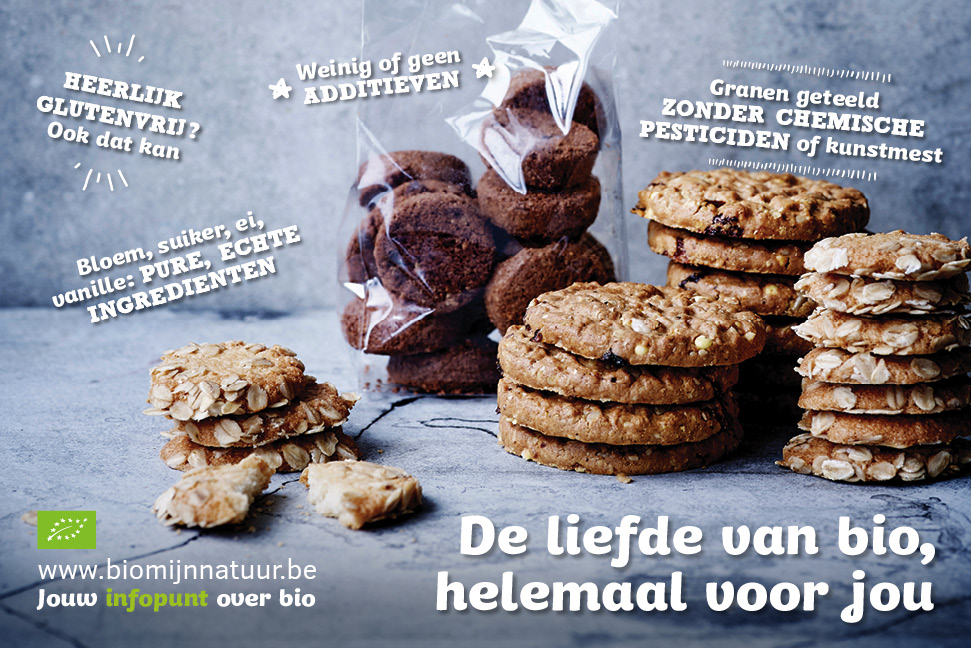 HEERLIJK
GLUTENVRIJ?
Ook dat kan
Weinig of geen
ADDITIEVEN
Granen geteeld
ZONDER CHEMISCHE
PESTICIDEN of kunstmest
Bloem, suiker, ei,
vanille: PURE, ECHTE
INGREDIENTEN
www.biomijnnatuur.be
Jouw infopunt over bio
De liefde van bio,
helemaal voor jou